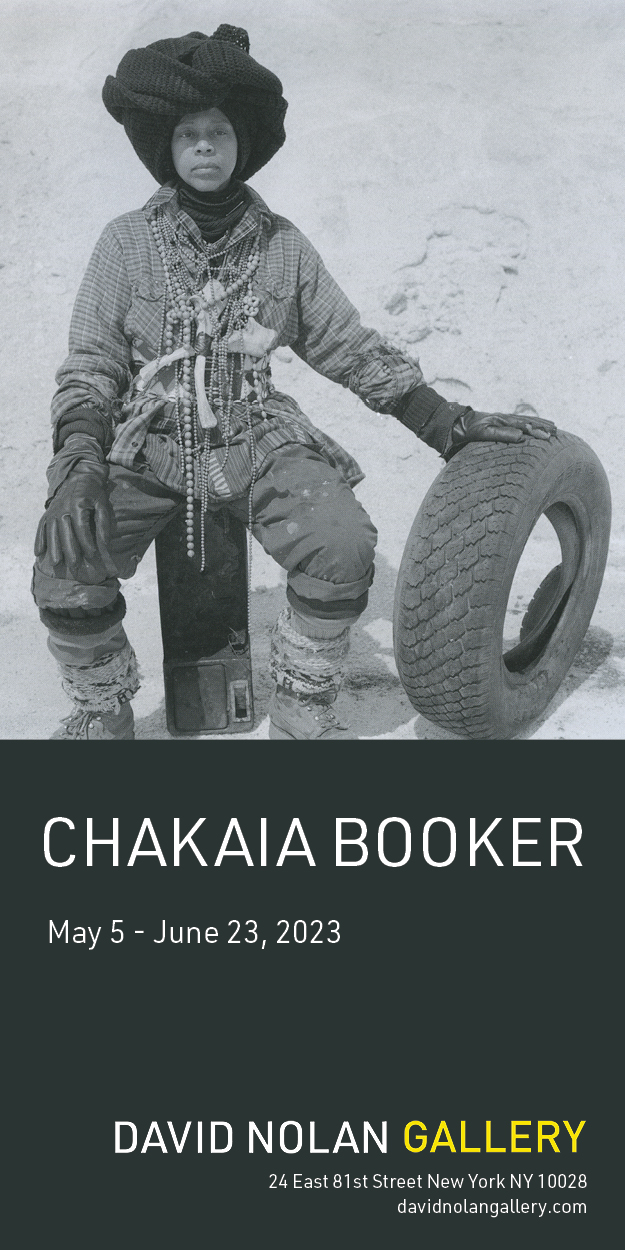 CHAKAIA BOOKER
May 5 - June 23, 2023
DAVID NOLAN GALLERY
24 East 81st Street New York NY 10028
davidnolangallery.com